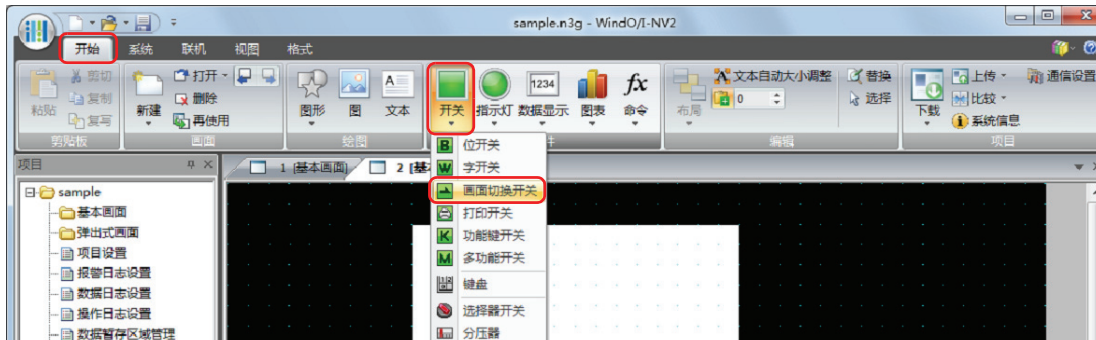 sample.n3g - WindO/I-NV2
开始 系统 联机 视图 格式
粘贴 剪切 复制 复写
剪贴板
新建 打开 删除 再使用
画面
图形 图 文本
绘图
开关 指示灯 数据显示 图表 命令
1234
fx
件
布局 文本自动大小调整 0 替换 选择
编辑
下载 上传 比较 系统信息 通信设置
项目
项目
1 [基本画面]
2 [基
sample
基本画面
弹出式画面
项目设置
报警日志设置
数据日志设置
操作日志设置
数据暂存区域管理
B 位开关
W 字开关
画面切换开关
打印开关
K 功能键开关
M 多功能开关
键盘
选择器开关
分压器